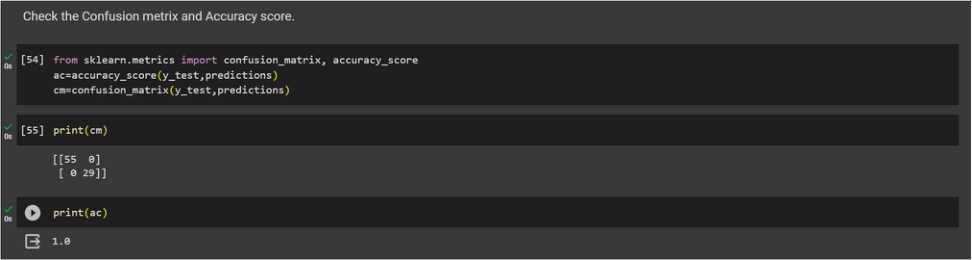 Check the Confusion metrix and Accuracy score.
[54] from sklearn.metrics import confusion_matrix, accuracy_score
ac=accuracy_score(y_test,predictions)
cm=confusion_matrix(y_test,predictions)
0s
[55] print(cm)
0s
[[55  0]
 [ 0 29]]
print(ac)
0s
1.0